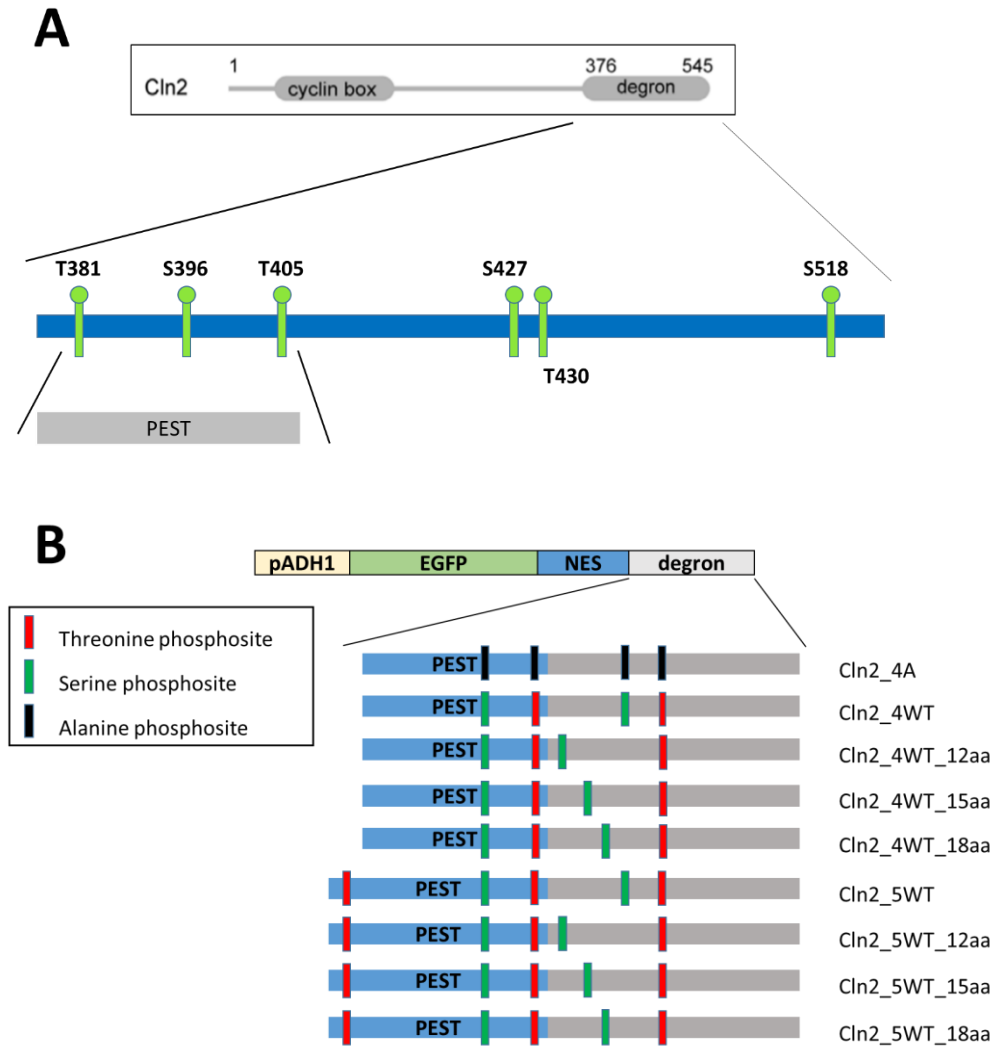 A
1 376 545
Cln2 cyclin box degron
T381 S396 T405 S427 S518
T430
PEST
B
pADH1 EGFP NES degron
Threonine phosphosite
Serine phosphosite
Alanine phosphosite
PEST Cln2_4A
PEST Cln2_4WT
PEST Cln2_4WT_12aa
PEST Cln2_4WT_15aa
PEST Cln2_4WT_18aa
PEST Cln2_5WT
PEST Cln2_5WT_12aa
PEST Cln2_5WT_15aa
PEST Cln2_5WT_18aa